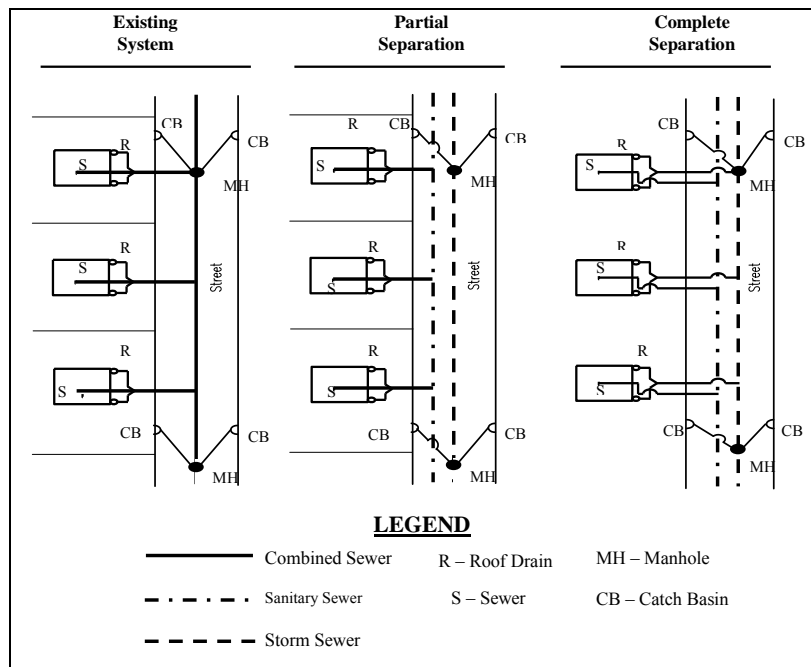 Existing
System
Partial
Separation
Complete
Separation
CB
R
CB
S
MH
R
S
Street
R
S
CB
CB
MH
R
CB
CB
S
MH
R
S
Street
R
S
CB
CB
MH
CB
R
CB
S
MH
R
S
Street
R
S
CB
CB
MH
LEGEND
Combined Sewer
R – Roof Drain
MH – Manhole
Sanitary Sewer
S – Sewer
CB – Catch Basin
Storm Sewer